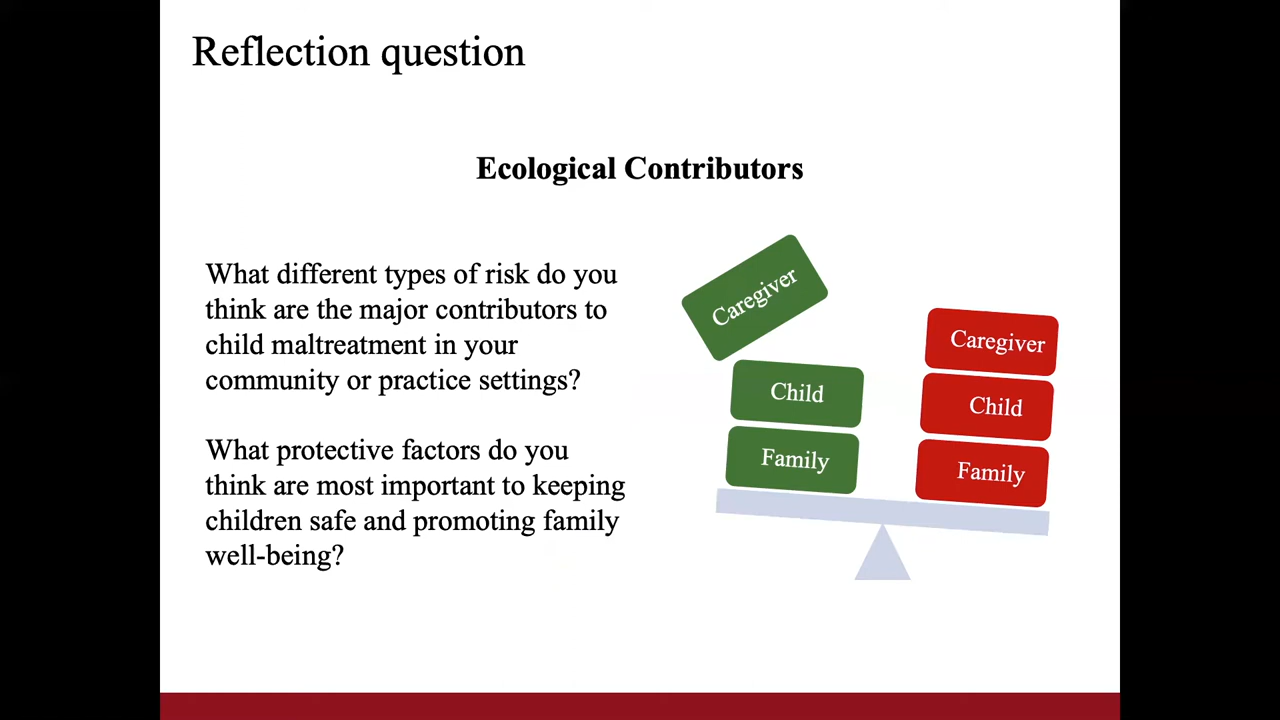 Reflection question
Ecological Contributors
What different types of risk do you
think are the major contributors to
child maltreatment in your
community or practice settings?
What protective factors do you
think are most important to keeping
children safe and promoting family
well-being?
Caregiver
Child
Family
Caregiver
Child
Family